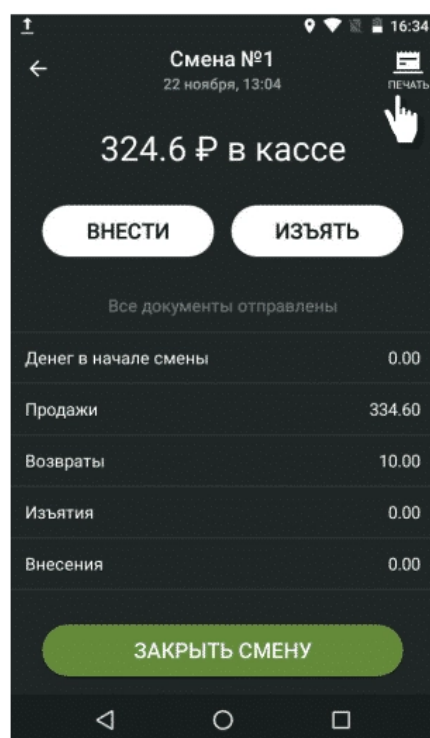 16:34
Смена №1
22 ноября, 13:04
ПЕЧАТЬ
324.6 ₽ в кассе
ВНЕСТИ ИЗЪЯТЬ
Все документы отправлены
Денег в начале смены 0.00
Продажи 334.60
Возвраты 10.00
Изъятия 0.00
Внесения 0.00
ЗАКРЫТЬ СМЕНУ